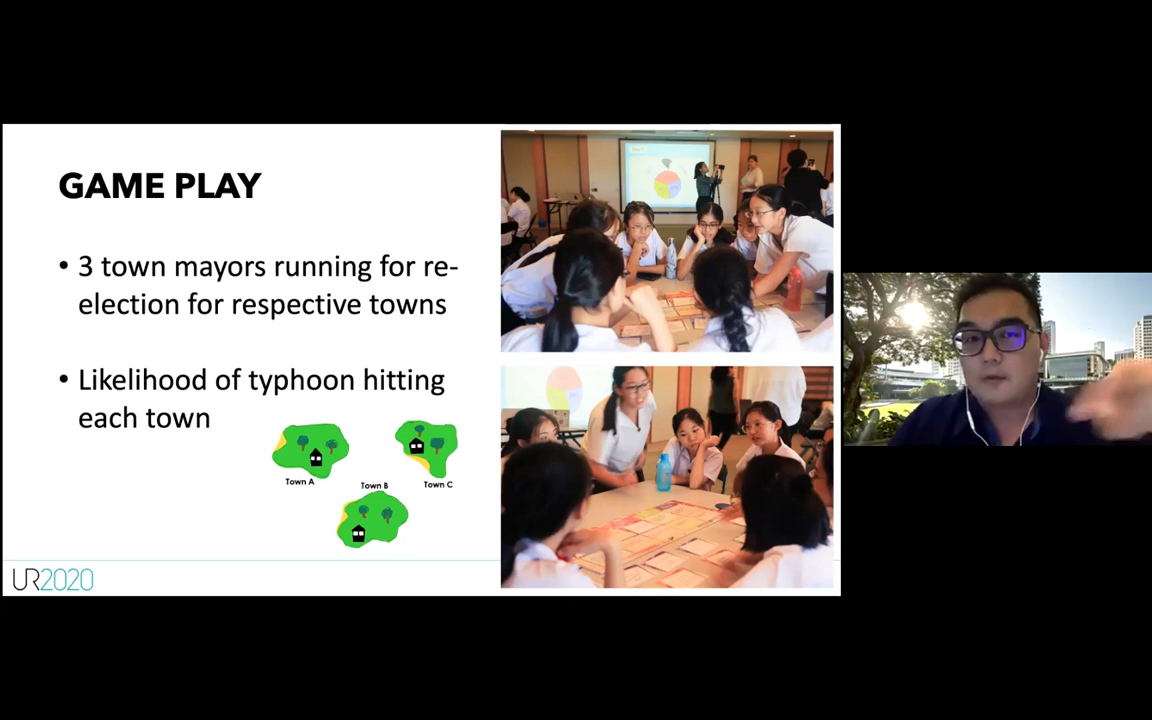 GAME PLAY
• 3 town mayors running for re-
election for respective towns
• Likelihood of typhoon hitting
each town
Town A
Town B
Town C
UR2020